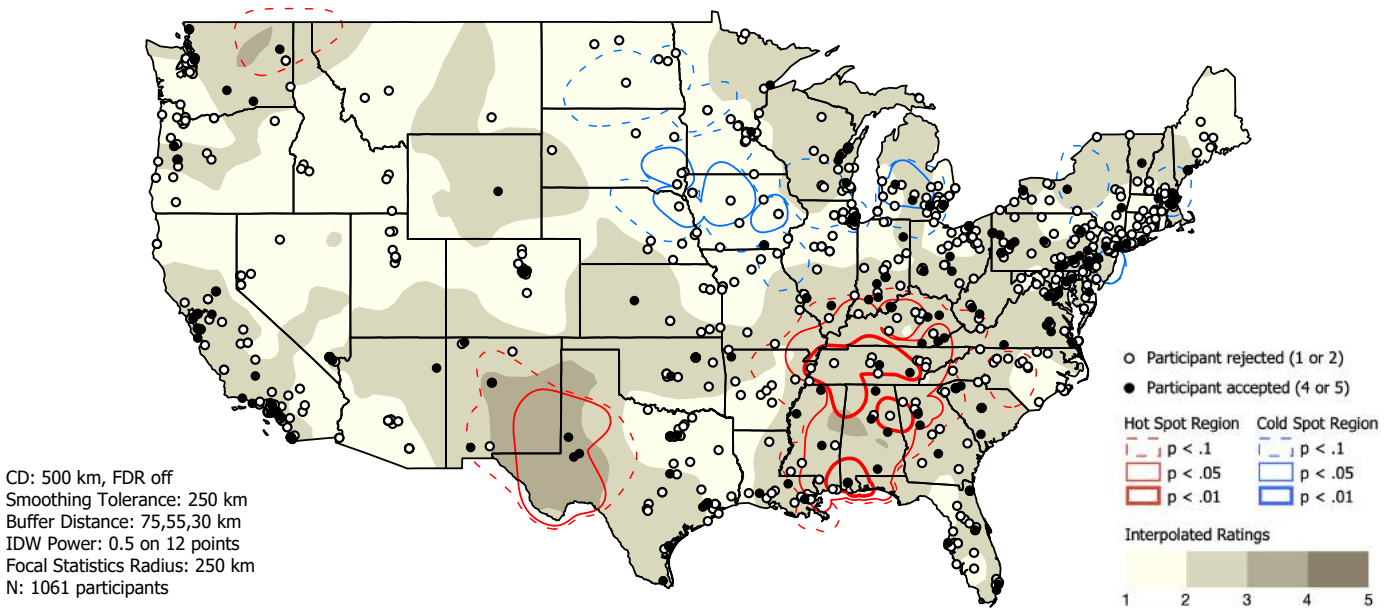 CD: 500 km, FDR off
Smoothing Tolerance: 250 km
Buffer Distance: 75,55,30 km
IDW Power: 0.5 on 12 points
Focal Statistics Radius: 250 km
N: 1061 participants
Participant rejected (1 or 2)
Participant accepted (4 or 5)
Hot Spot Region Cold Spot Region
p < .1 p < .1
p < .05 p < .05
p < .01 p < .01
Interpolated Ratings
1 2 3 4 5